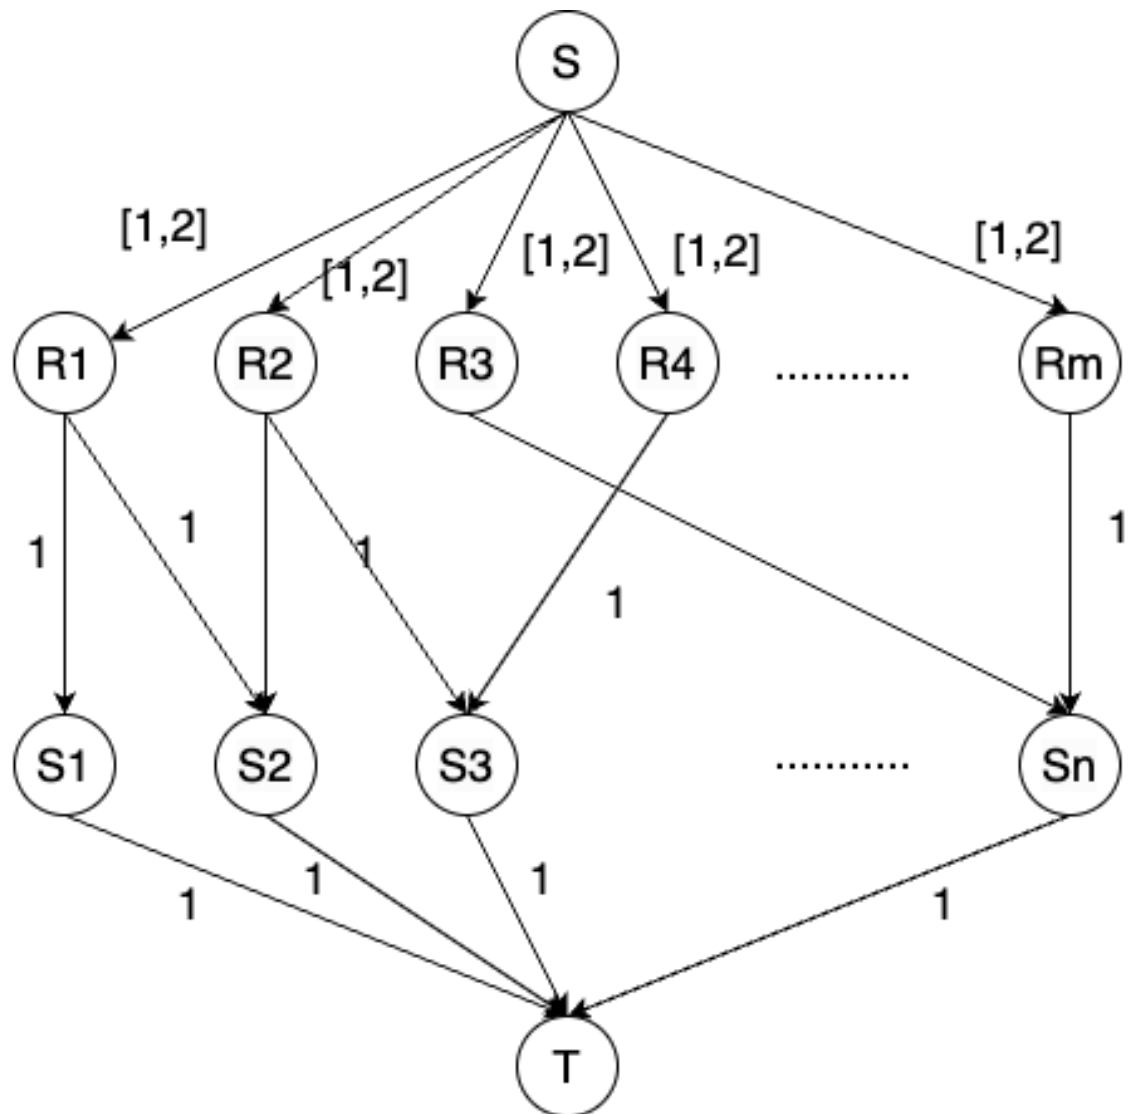 S
[1,2]
[1,2]
[1,2]
[1,2]
[1,2]
R1
R2
R3
R4
...........
Rm
1
1
1
1
1
S1
S2
S3
...........
Sn
1
1
1
1
T